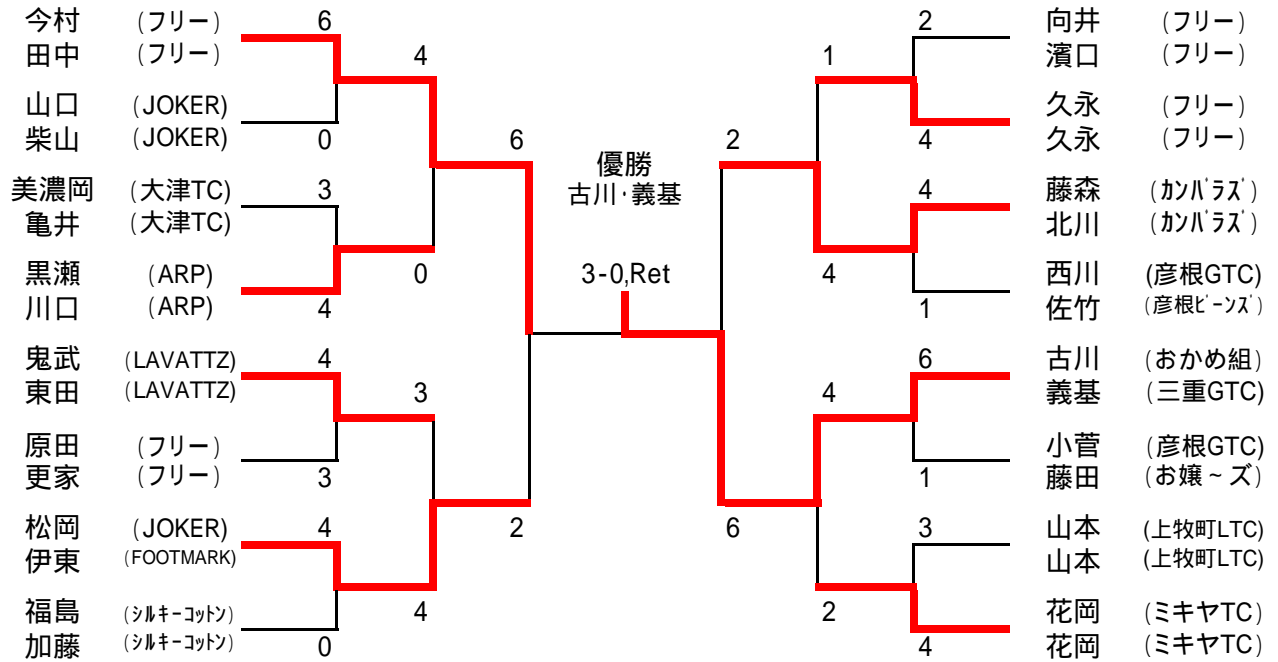 今村 (フリー) 6
田中 (フリー)
4
山口 (JOKER)
柴山 (JOKER) 0
6
美濃岡 (大津TC) 3
亀井 (大津TC)
黒瀬 (ARP) 0
川口 (ARP) 4
鬼武 (LAVATTZ) 4
東田 (LAVATTZ) 3
原田 (フリー)
更家 (フリー) 3
松岡 (JOKER) 4 2
伊東 (FOOTMARK)
福島 (シルキーコットン) 4
加藤 (シルキーコットン) 0
優勝
古川・義基
3-0,Ret
2 向井 (フリー)
1 濱口 (フリー)
久永 (フリー)
4 久永 (フリー)
2
4 藤森 (カンバラズ)
北川 (カンバラズ)
4 西川 (彦根GTC)
1 佐竹 (彦根ビーンズ)
6 古川 (おかめ組)
4 義基 (三重GTC)
小菅 (彦根GTC)
1 藤田 (お嬢~ズ)
6 3 山本 (上牧町LTC)
山本 (上牧町LTC)
2 花岡 (ミキヤTC)
4 花岡 (ミキヤTC)